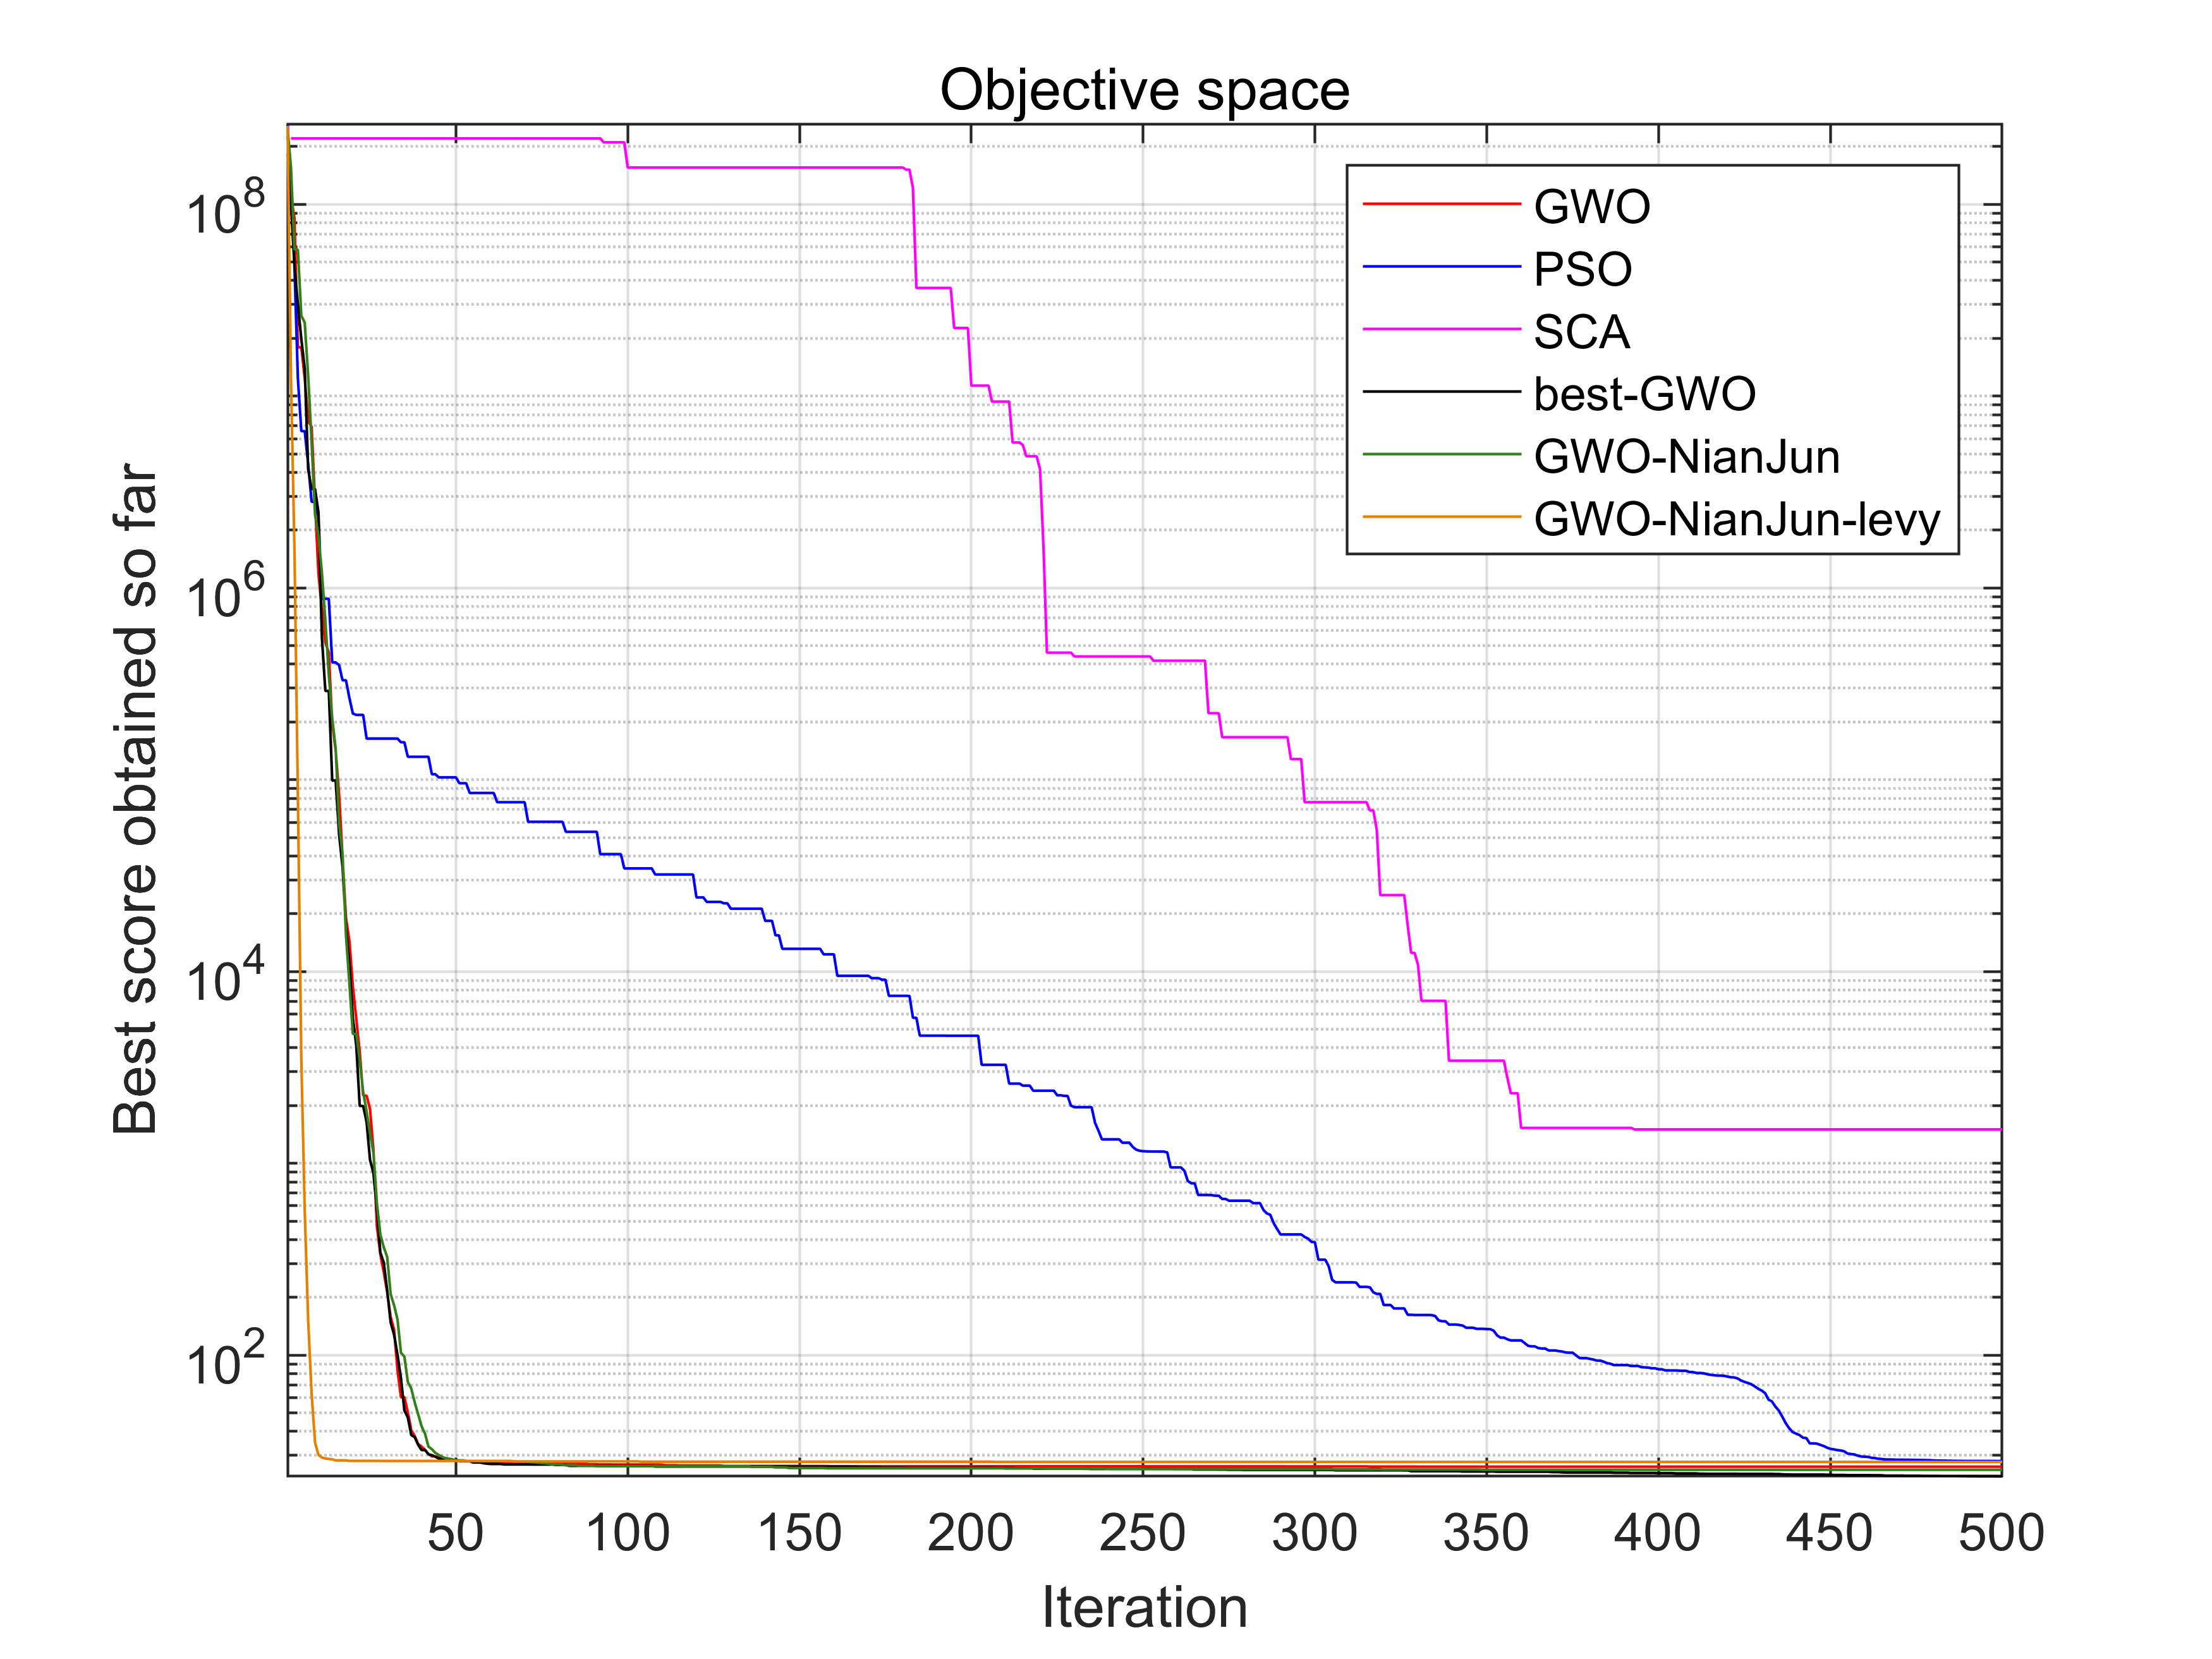 Objective space
Best score obtained so far
10^8
10^6
10^4
10^2
GWO
PSO
SCA
best-GWO
GWO-NianJun
GWO-NianJun-levy
50 100 150 200 250 300 350 400 450 500
Iteration